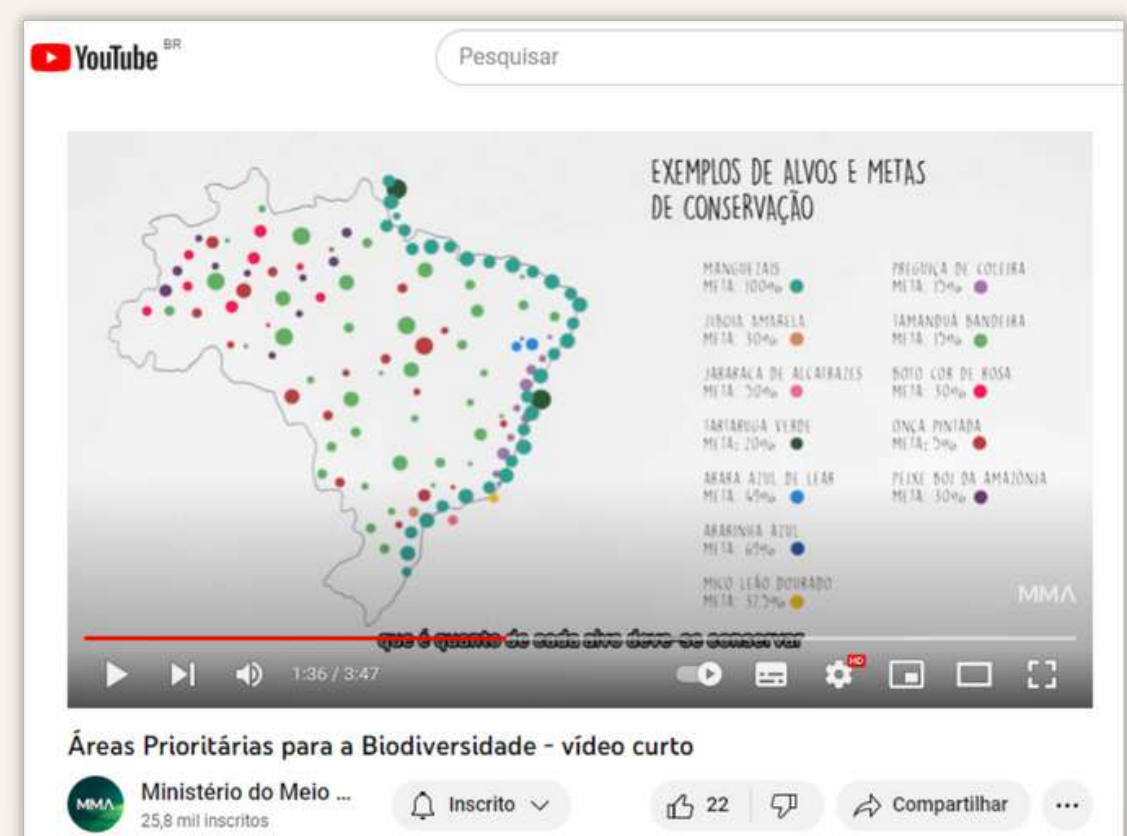 YouTube BR
Pesquisar
EXEMPLOS DE ALVOS E METAS
DE CONSERVAÇÃO
MANGUEZAIS
META: 100%
JIBOIA AMARELA
META: 30%
JARARACA DE ALCATRAZES
META: 50%
TARTARUGA VERDE
META: 20%
ARARA AZUL DE LEAR
META:
ARARINHA AZUL
META:
MICO LEÃO DOURADO
META: 32.5%
PREGUIÇA DE COLEIRA
META: 15%
TAMANDUÁ BANDEIRA
META: 15%
BOTO COR DE ROSA
META: 30%
ONÇA PINTADA
META: 5%
PEIXE BOI DA AMAZÔNIA
META: 30%
MMA
que é quanto de cada alvo deve-se conservar
1:36 / 3:47
HD
Áreas Prioritárias para a Biodiversidade - vídeo curto
MMA
Ministério do Meio ...
25,8 mil inscritos
Inscrito
22
Compartilhar
...